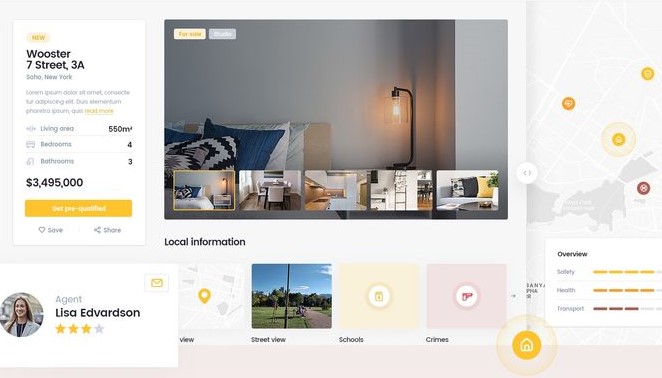 NEW
Wooster
7 Street, 3A
Soho, New York
Lorem ipsum dolor sit amet, consecte
tur adipiscing elit. Duis elementum
pharetra ipsum, quis read more
Living area 550m²
Bedrooms 4
Bathrooms 3
$3,495,000
Get pre-qualified
Save
Share
For sale
Studio
Local information
Agent
Lisa Edvardson
view
Street view
Schools
Crimes
Overview
Safety
Health
Transport